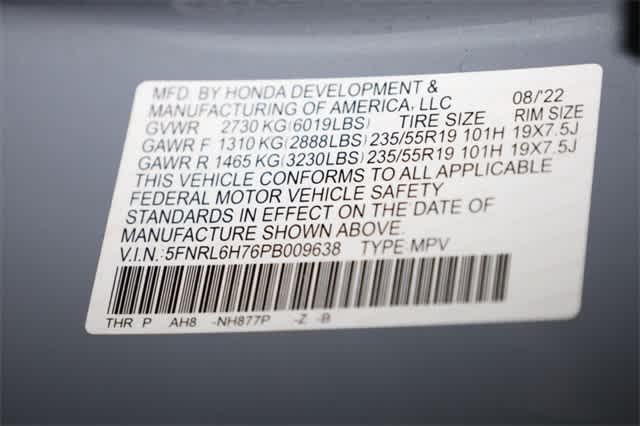 MFD. BY HONDA DEVELOPMENT &
MANUFACTURING OF AMERICA, LLC 08/'22
GVWR 2730 KG(6019LBS) TIRE SIZE RIM SIZE
GAWR F 1310 KG(2888LBS) 235/55R19 101H 19X7.5J
GAWR R 1465 KG(3230LBS) 235/55R19 101H 19X7.5J
THIS VEHICLE CONFORMS TO ALL APPLICABLE
FEDERAL MOTOR VEHICLE SAFETY
STANDARDS IN EFFECT ON THE DATE OF
MANUFACTURE SHOWN ABOVE.
V.I.N.: 5FNRL6H76PB009638 TYPE:MPV
THR P AH8 -NH877P -Z -B